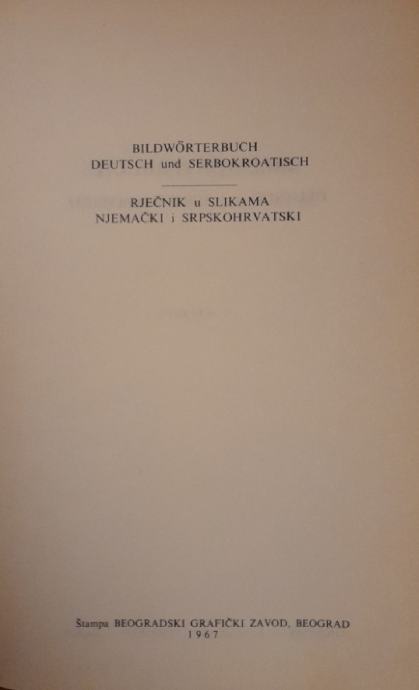 BILDWÖRTERBUCH
DEUTSCH und SERBOKROATISCH
RJEČNIK u SLIKAMA
NJEMAČKI i SRPSKOHRVATSKI
Štampa BEOGRADSKI GRAFIČKI ZAVOD, BEOGRAD
1967